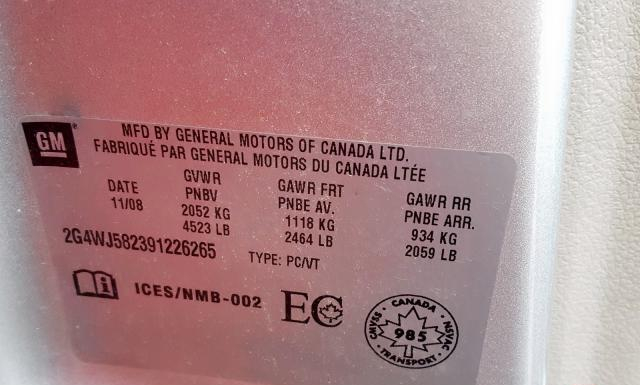 GM
MFD BY GENERAL MOTORS OF CANADA LTD.
FABRIQUÉ PAR GENERAL MOTORS DU CANADA LTÉE
DATE
11/08
GVWR
PNBV
2052 KG
4523 LB
GAWR FRT
PNBE AV.
1118 KG
2464 LB
GAWR RR
PNBE ARR.
934 KG
2059 LB
2G4WJ582391226265
TYPE: PC/VT
ICES/NMB-002
EC
CANADA
CMVSS
985
NSVAC
TRANSPORT